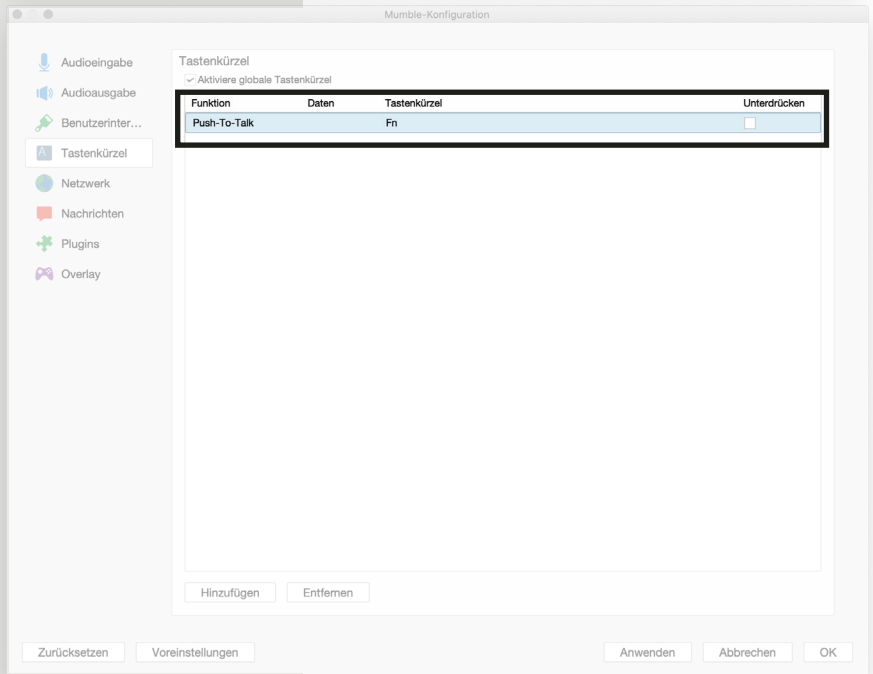 Mumble-Konfiguration
Audioeingabe
Audioausgabe
Benutzerinter...
Tastenkürzel
Netzwerk
Nachrichten
Plugins
Overlay
Tastenkürzel
Aktiviere globale Tastenkürzel
Funktion Daten Tastenkürzel Unterdrücken
Push-To-Talk Fn
Hinzufügen Entfernen
Zurücksetzen Voreinstellungen Anwenden Abbrechen OK